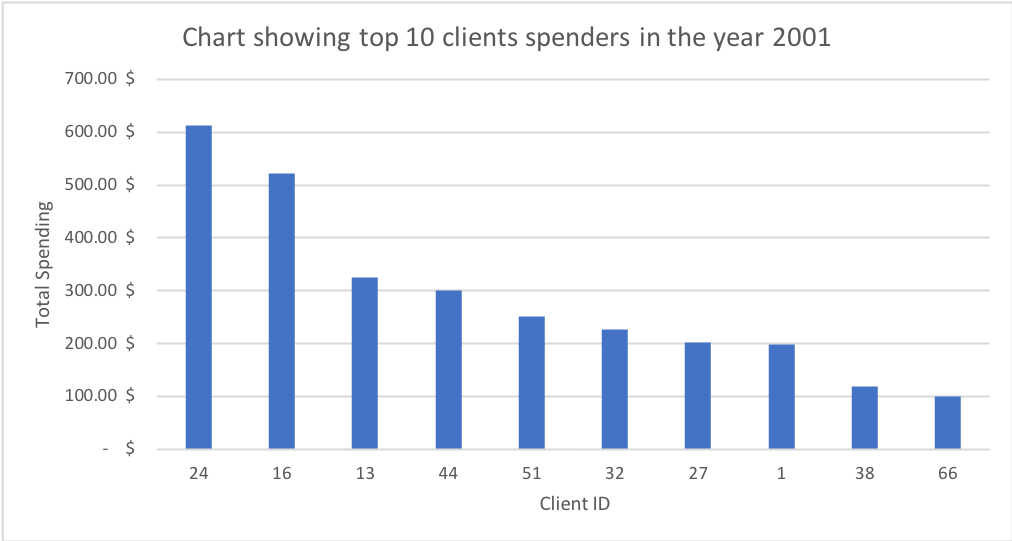 Chart showing top 10 clients spenders in the year 2001
700.00 $
600.00 $
500.00 $
400.00 $
300.00 $
200.00 $
100.00 $
- $
Total Spending
24 16 13 44 51 32 27 1 38 66
Client ID